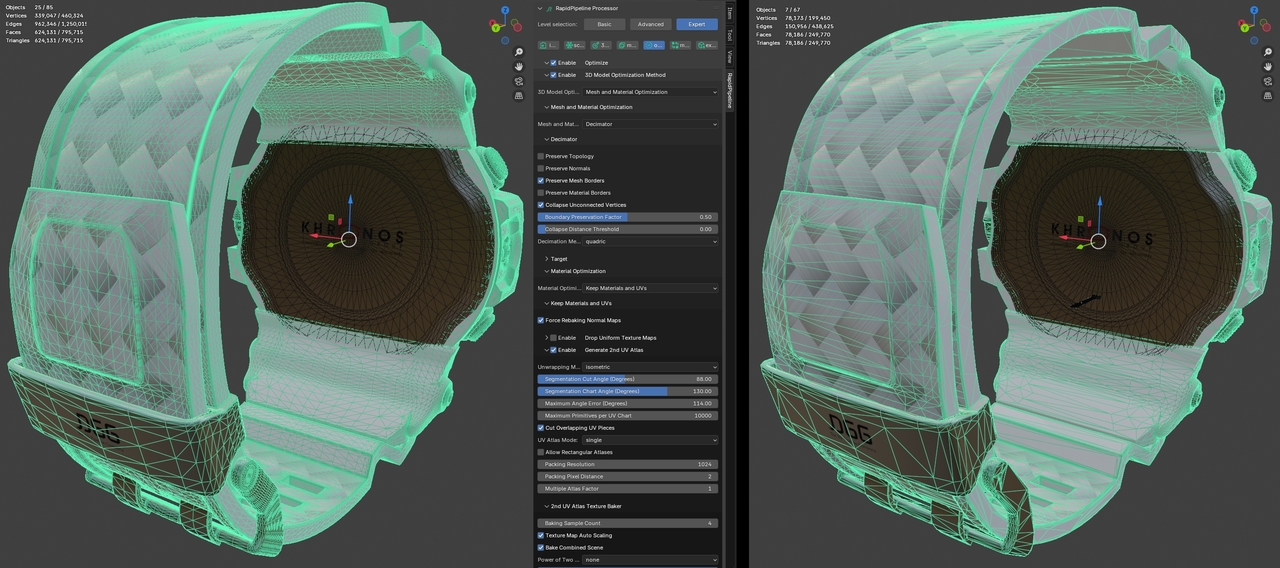 Objects 25 / 85
Vertices 339,047 / 460,324
Edges 962,346 / 1,250,015
Faces 624,131 / 795,715
Triangles 624,131 / 795,715
Z
Y
KHRONOS
OGG
RapidPipeline Processor
Level selection: Basic Advanced Expert
i... sc... 3... m... o... m... ex...
Enable Optimize
Enable 3D Model Optimization Method
3D Model Opti... Mesh and Material Optimization
Mesh and Material Optimization
Mesh and Mat... Decimator
Decimator
Preserve Topology
Preserve Normals
Preserve Mesh Borders
Preserve Material Borders
Collapse Unconnected Vertices
Boundary Preservation Factor 0.50
Collapse Distance Threshold 0.00
Decimation Me... quadric
Target
Material Optimization
Material Optimi... Keep Materials and UVs
Keep Materials and UVs
Force Rebaking Normal Maps
Enable Drop Uniform Texture Maps
Enable Generate 2nd UV Atlas
Unwrapping M... isometric
Segmentation Cut Angle (Degrees) 88.00
Segmentation Chart Angle (Degrees) 130.00
Maximum Angle Error (Degrees) 114.00
Maximum Primitives per UV Chart 10000
Cut Overlapping UV Pieces
UV Atlas Mode: single
Allow Rectangular Atlases
Packing Resolution 1024
Packing Pixel Distance 2
Multiple Atlas Factor 1
2nd UV Atlas Texture Baker
Baking Sample Count 4
Texture Map Auto Scaling
Bake Combined Scene
Power of Two ... none
Item
Tool
View
RapidPipeline
Objects 7 / 67
Vertices 78,173 / 199,450
Edges 150,956 / 438,625
Faces 78,186 / 249,770
Triangles 78,186 / 249,770
Z
Y
KHRONOS
OGG